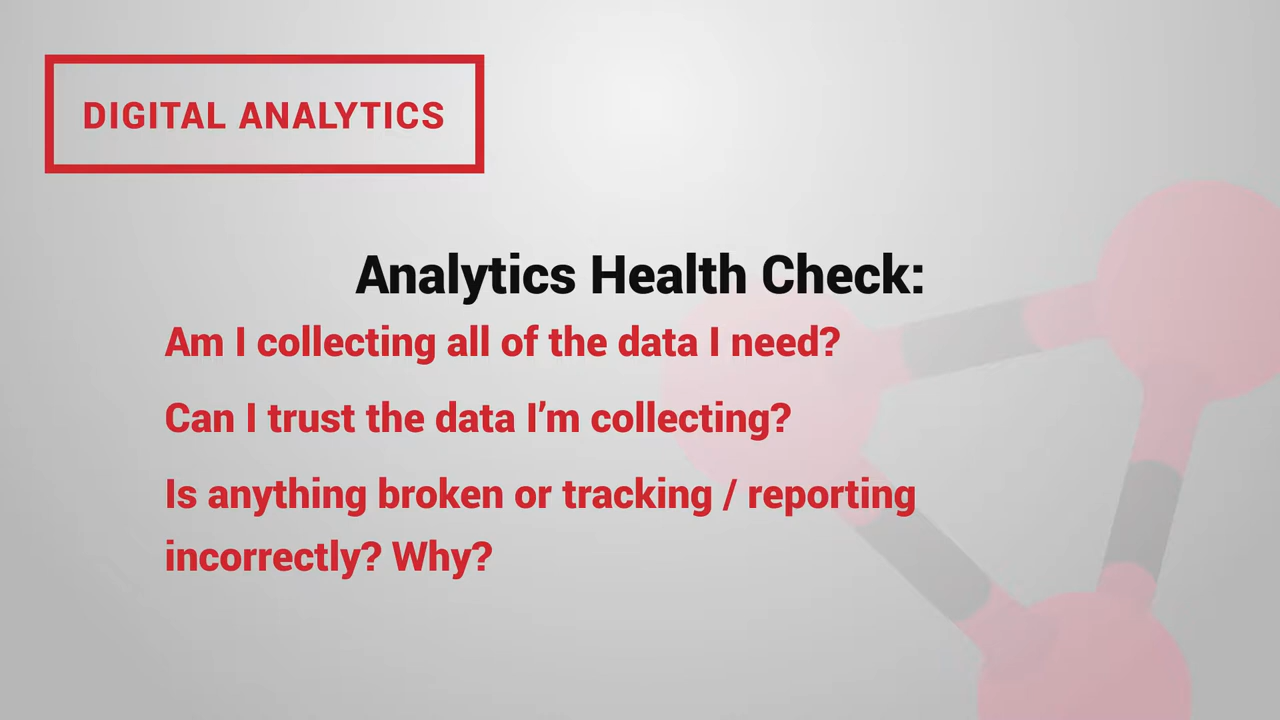 DIGITAL ANALYTICS
Analytics Health Check:
Am I collecting all of the data I need?
Can I trust the data I’m collecting?
Is anything broken or tracking / reporting
incorrectly? Why?